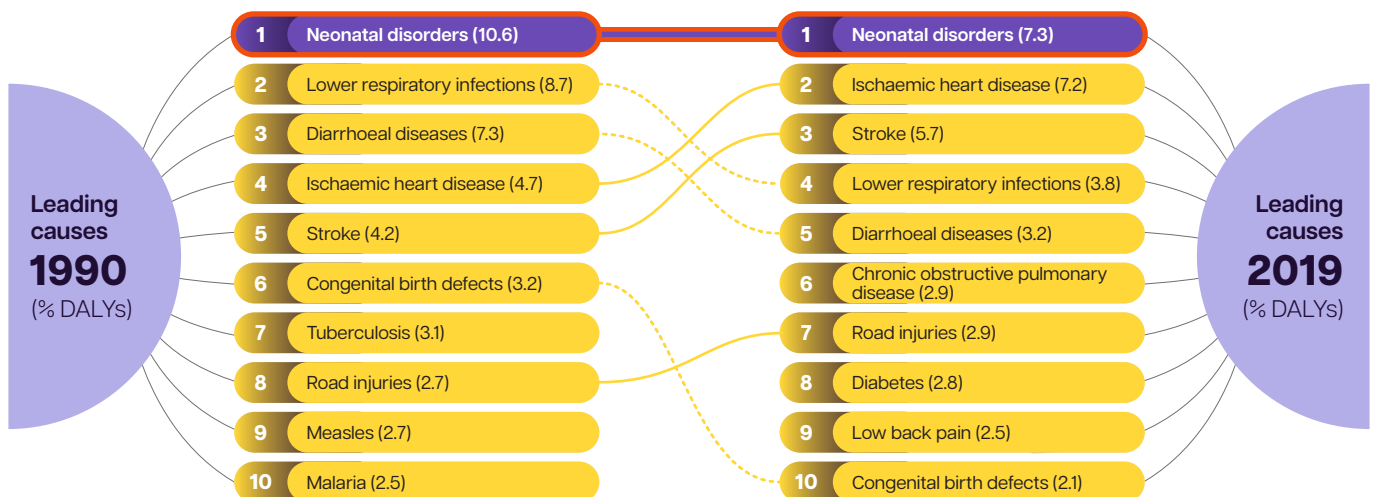 Leading
causes
1990
(% DALYs)
1 Neonatal disorders (10.6)
2 Lower respiratory infections (8.7)
3 Diarrhoeal diseases (7.3)
4 Ischaemic heart disease (4.7)
5 Stroke (4.2)
6 Congenital birth defects (3.2)
7 Tuberculosis (3.1)
8 Road injuries (2.7)
9 Measles (2.7)
10 Malaria (2.5)
1 Neonatal disorders (7.3)
2 Ischaemic heart disease (7.2)
3 Stroke (5.7)
4 Lower respiratory infections (3.8)
5 Diarrhoeal diseases (3.2)
6 Chronic obstructive pulmonary
disease (2.9)
7 Road injuries (2.9)
8 Diabetes (2.8)
9 Low back pain (2.5)
10 Congenital birth defects (2.1)
Leading
causes
2019
(% DALYs)